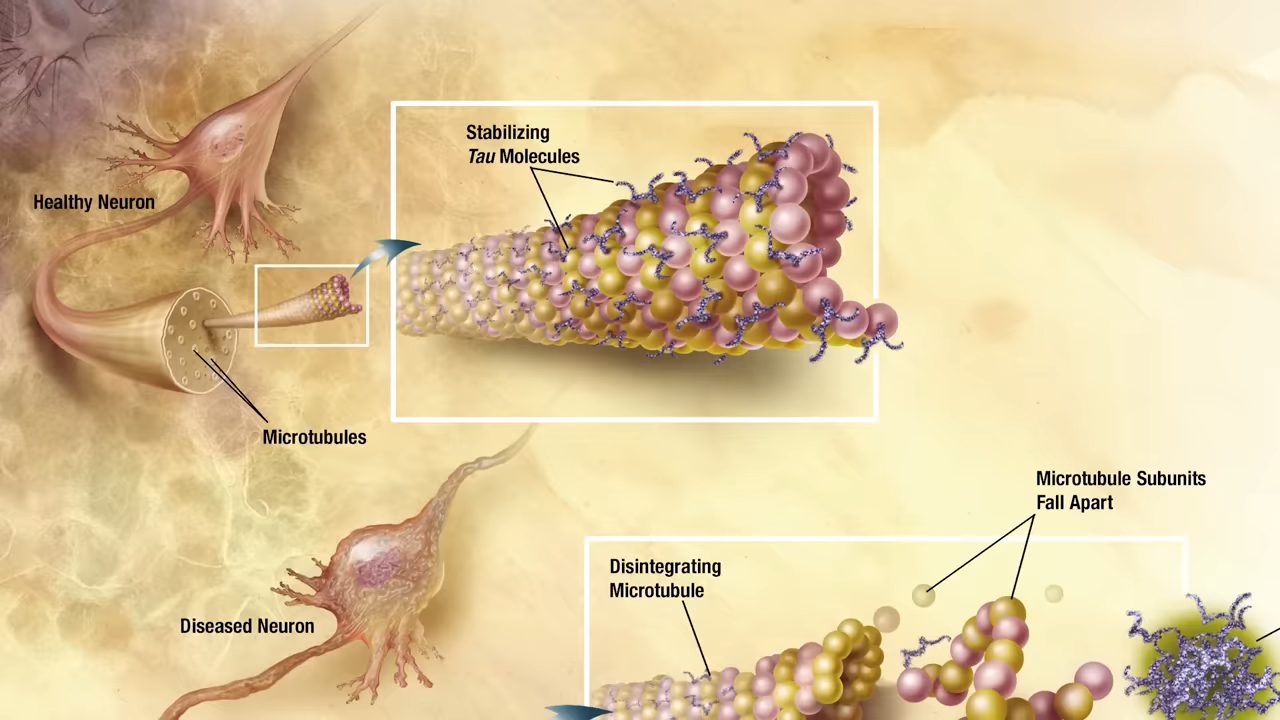 Stabilizing
Tau Molecules
Healthy Neuron
Microtubules
Microtubule Subunits
Fall Apart
Disintegrating
Microtubule
Diseased Neuron